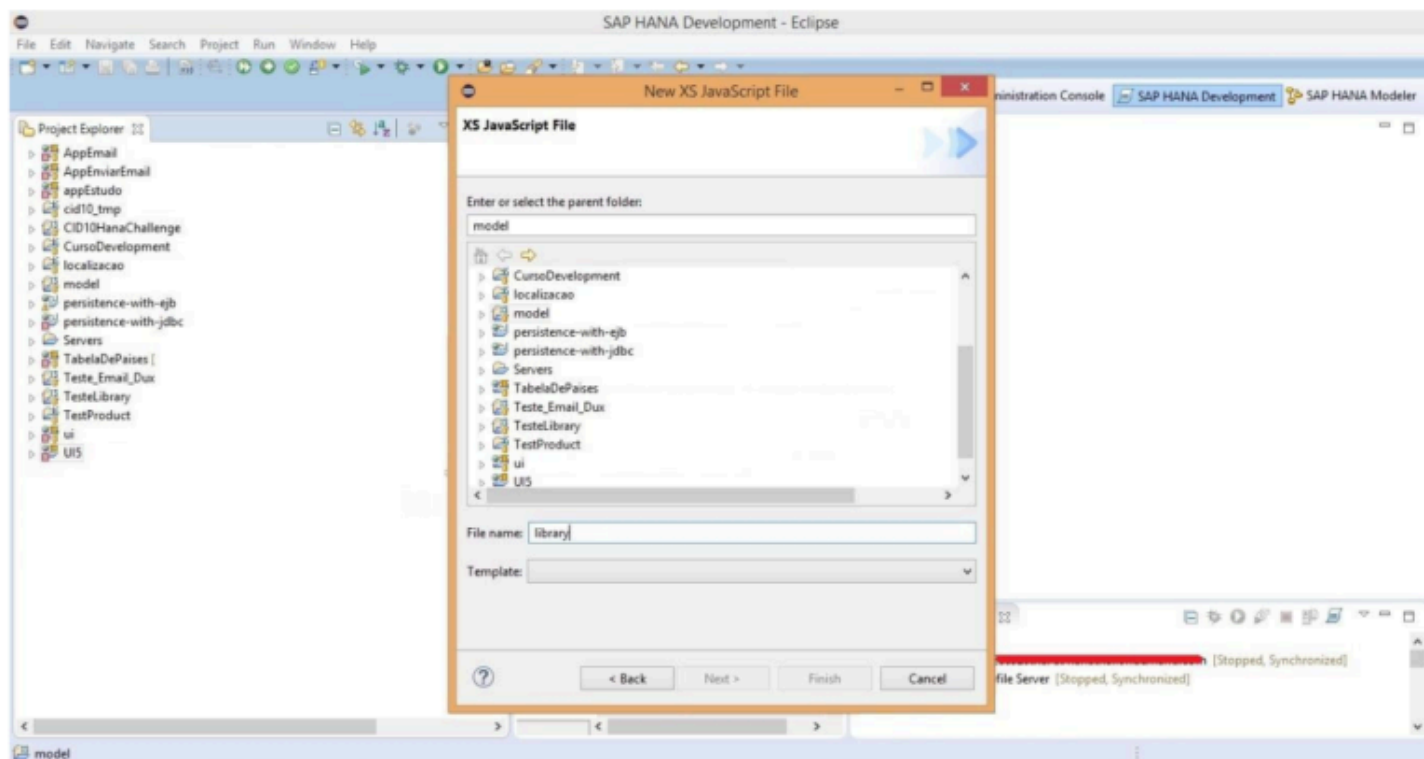 SAP HANA Development - Eclipse
File Edit Navigate Search Project Run Window Help
ministration Console SAP HANA Development SAP HANA Modeler
Project Explorer
AppEmail
AppEnviarEmail
appEstudo
cid10_tmp
CID10HanaChallenge
CursoDevelopment
localizacao
model
persistence-with-ejb
persistence-with-jdbc
Servers
TabelaDePaises [
Teste_Email_Dux
TesteLibrary
TestProduct
ui
UI5
New XS JavaScript File
XS JavaScript File
Enter or select the parent folder:
model
CursoDevelopment
localizacao
model
persistence-with-ejb
persistence-with-jdbc
Servers
TabelaDePaises
Teste_Email_Dux
TesteLibrary
TestProduct
ui
UI5
File name: library
Template:
< Back Next > Finish Cancel
[Stopped, Synchronized]
file Server [Stopped, Synchronized]
model